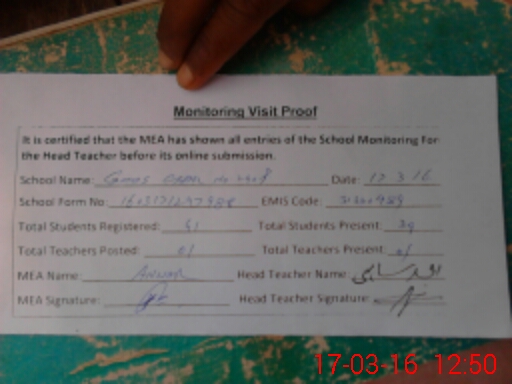 Monitoring Visit Proof
It is certified that the MEA has shown all entries of the School Monitoring For
the Head Teacher before its online submission.
School Name: Date: 17 3 16
School Form No: EMIS Code:
Total Students Registered: Total Students Present: 39
Total Teachers Posted: 01 Total Teachers Present: 01
MEA Name: Anwar Head Teacher Name:
MEA Signature: Head Teacher Signature:
17-03-16 12:50